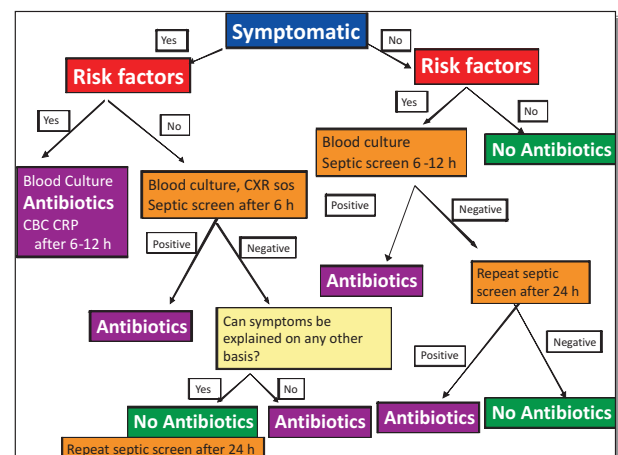 Symptomatic
Yes
No
Risk factors
Risk factors
Yes
No
Yes
No
Blood Culture
Antibiotics
CBC CRP
after 6-12 h
Blood culture, CXR sos
Septic screen after 6 h
Blood culture
Septic screen 6 -12 h
No Antibiotics
Positive
Negative
Positive
Negative
Antibiotics
Can symptoms be
explained on any other
basis?
Antibiotics
Repeat septic
screen after 24 h
Yes
No
Positive
Negative
No Antibiotics
Repeat septic screen after 24 h
Antibiotics
Antibiotics
No Antibiotics